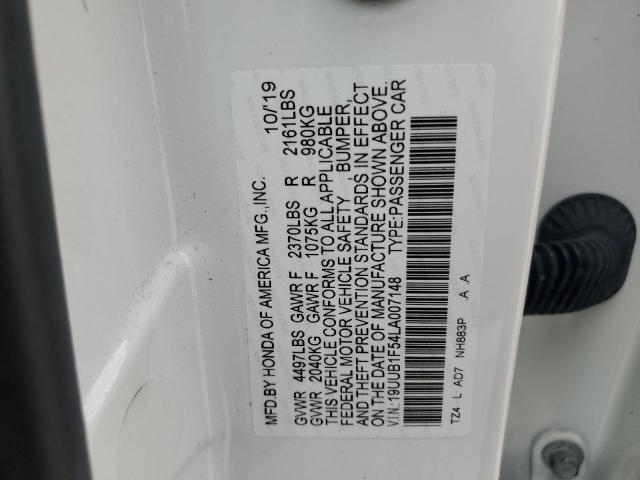 MFD.BY HONDA OF AMERICA MFG.,INC. 10/19
GVWR 4497LBS GAWR F 2370LBS R 2161LBS
GVWR 2040KG GAWR F 1075KG R 980KG
THIS VEHICLE CONFORMS TO ALL APPLICABLE
FEDERAL MOTOR VEHICLE SAFETY, BUMPER,
AND THEFT PREVENTION STANDARDS IN EFFECT
ON THE DATE OF MANUFACTURE SHOWN ABOVE.
V.I.N.:19UUB1F54LA007148 TYPE:PASSENGER CAR
TZ4 L AD7 NH883P .A .A